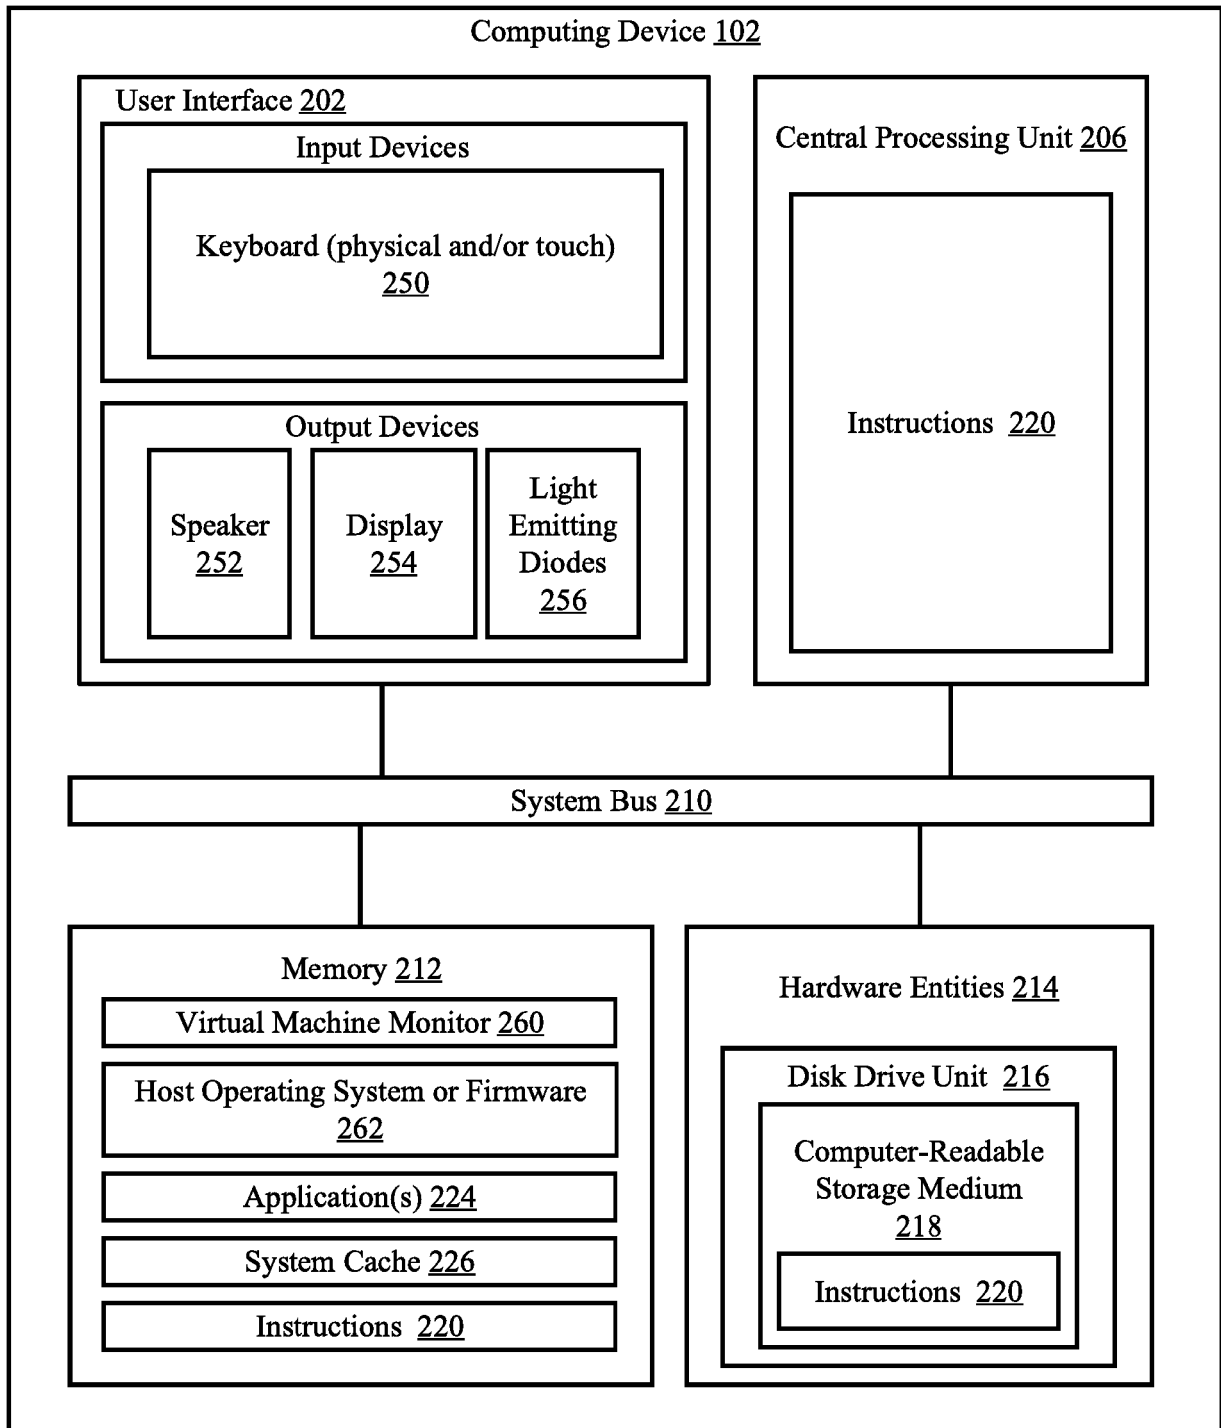 Computing Device 102
User Interface 202
Input Devices
Keyboard (physical and/or touch)
250
Output Devices
Speaker
252
Display
254
Light
Emitting
Diodes
256
Central Processing Unit 206
Instructions 220
System Bus 210
Memory 212
Virtual Machine Monitor 260
Host Operating System or Firmware
262
Application(s) 224
System Cache 226
Instructions 220
Hardware Entities 214
Disk Drive Unit 216
Computer-Readable
Storage Medium
218
Instructions 220